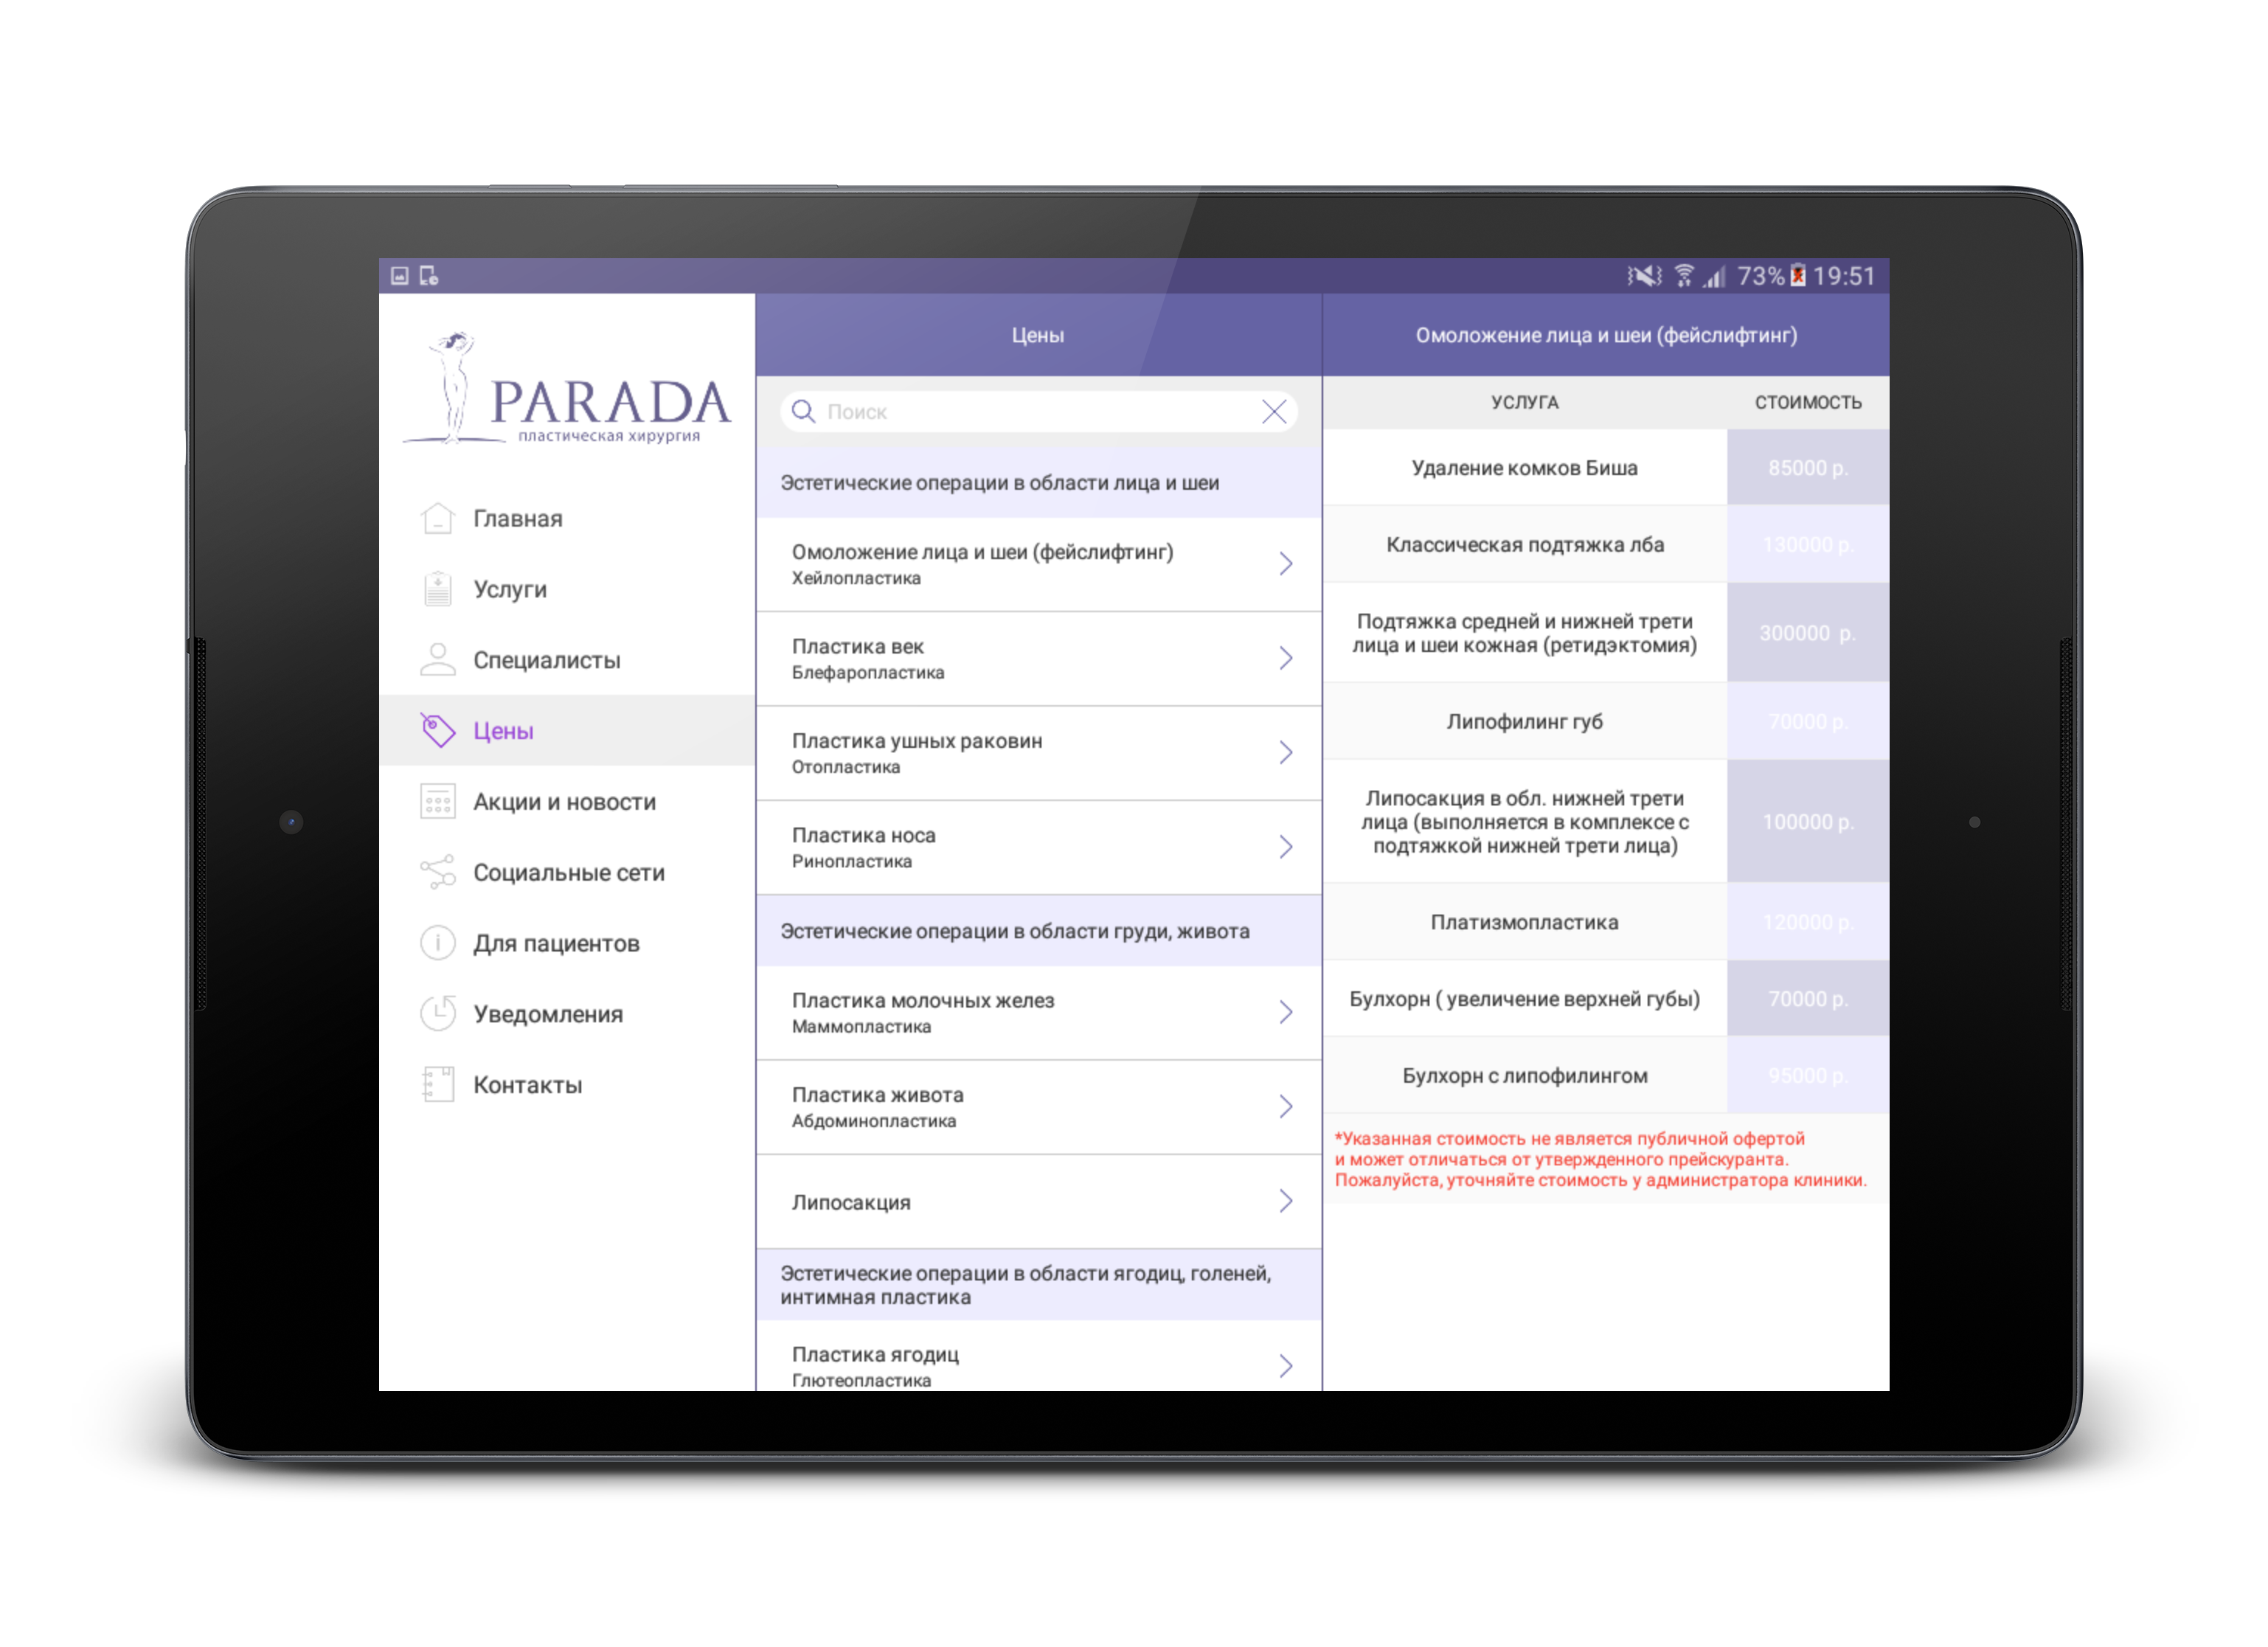 73% 19:51
PARADA
пластическая хирургия
Главная
Услуги
Специалисты
Цены
Акции и новости
Социальные сети
Для пациентов
Уведомления
Контакты
Цены
Поиск
Эстетические операции в области лица и шеи
Омоложение лица и шеи (фейслифтинг)
Хейлопластика
Пластика век
Блефаропластика
Пластика ушных раковин
Отопластика
Пластика носа
Ринопластика
Эстетические операции в области груди, живота
Пластика молочных желез
Маммопластика
Пластика живота
Абдоминопластика
Липосакция
Эстетические операции в области ягодиц, голеней,
интимная пластика
Пластика ягодиц
Глютеопластика
Омоложение лица и шеи (фейслифтинг)
УСЛУГА СТОИМОСТЬ
Удаление комков Биша 85000 р.
Классическая подтяжка лба 130000 р.
Подтяжка средней и нижней трети
лица и шеи кожная (ретидэктомия) 300000 р.
Липофилинг губ 70000 р.
Липосакция в обл. нижней трети
лица (выполняется в комплексе с 100000 р.
подтяжкой нижней трети лица)
Платизмопластика 120000 р.
Булхорн ( увеличение верхней губы) 70000 р.
Булхорн с липофилингом 95000 р.
*Указанная стоимость не является публичной офертой
и может отличаться от утвержденного прейскуранта.
Пожалуйста, уточняйте стоимость у администратора клиники.